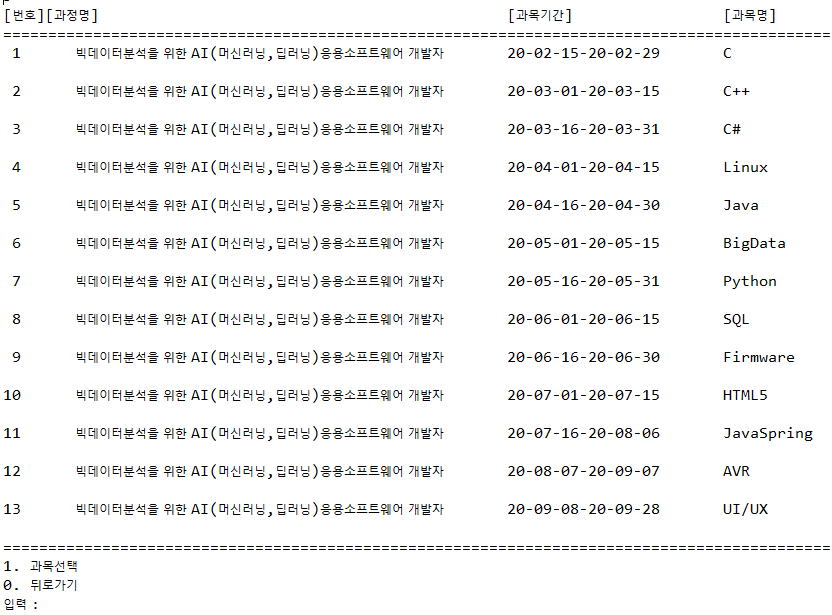 [번호][과정명] [과목기간] [과목명]
============================================================================================
1 빅데이터분석을 위한 AI(머신러닝,딥러닝)응용소프트웨어 개발자 20-02-15-20-02-29 C
2 빅데이터분석을 위한 AI(머신러닝,딥러닝)응용소프트웨어 개발자 20-03-01-20-03-15 C++
3 빅데이터분석을 위한 AI(머신러닝,딥러닝)응용소프트웨어 개발자 20-03-16-20-03-31 C#
4 빅데이터분석을 위한 AI(머신러닝,딥러닝)응용소프트웨어 개발자 20-04-01-20-04-15 Linux
5 빅데이터분석을 위한 AI(머신러닝,딥러닝)응용소프트웨어 개발자 20-04-16-20-04-30 Java
6 빅데이터분석을 위한 AI(머신러닝,딥러닝)응용소프트웨어 개발자 20-05-01-20-05-15 BigData
7 빅데이터분석을 위한 AI(머신러닝,딥러닝)응용소프트웨어 개발자 20-05-16-20-05-31 Python
8 빅데이터분석을 위한 AI(머신러닝,딥러닝)응용소프트웨어 개발자 20-06-01-20-06-15 SQL
9 빅데이터분석을 위한 AI(머신러닝,딥러닝)응용소프트웨어 개발자 20-06-16-20-06-30 Firmware
10 빅데이터분석을 위한 AI(머신러닝,딥러닝)응용소프트웨어 개발자 20-07-01-20-07-15 HTML5
11 빅데이터분석을 위한 AI(머신러닝,딥러닝)응용소프트웨어 개발자 20-07-16-20-08-06 JavaSpring
12 빅데이터분석을 위한 AI(머신러닝,딥러닝)응용소프트웨어 개발자 20-08-07-20-09-07 AVR
13 빅데이터분석을 위한 AI(머신러닝,딥러닝)응용소프트웨어 개발자 20-09-08-20-09-28 UI/UX
============================================================================================
1. 과목선택
0. 뒤로가기
입력 :